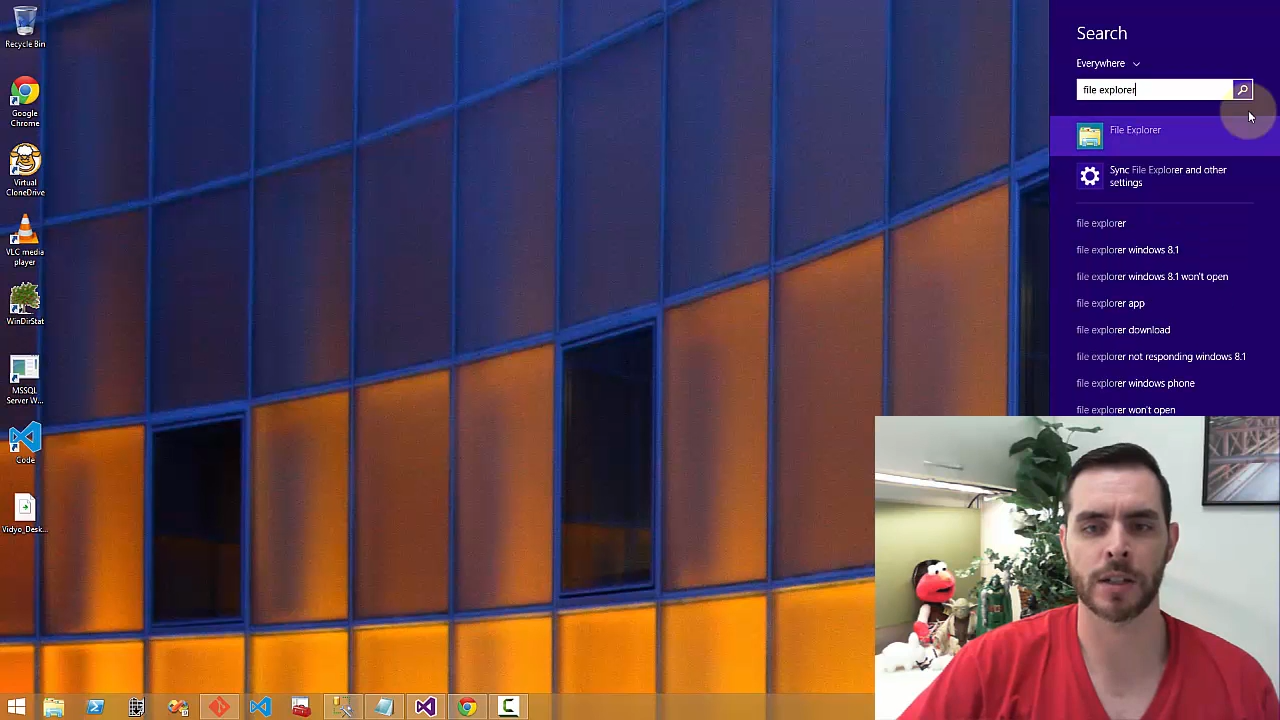 Recycle Bin
Google
Chrome
Virtual
CloneDrive
VLC media
player
WinDirStat
MSSQL
Server W...
Code
Vidyo_Desk...
Search
Everywhere
file explorer
File Explorer
Sync File Explorer and other
settings
file explorer
file explorer windows 8.1
file explorer windows 8.1 won't open
file explorer app
file explorer download
file explorer not responding windows 8.1
file explorer windows phone
file explorer won't open